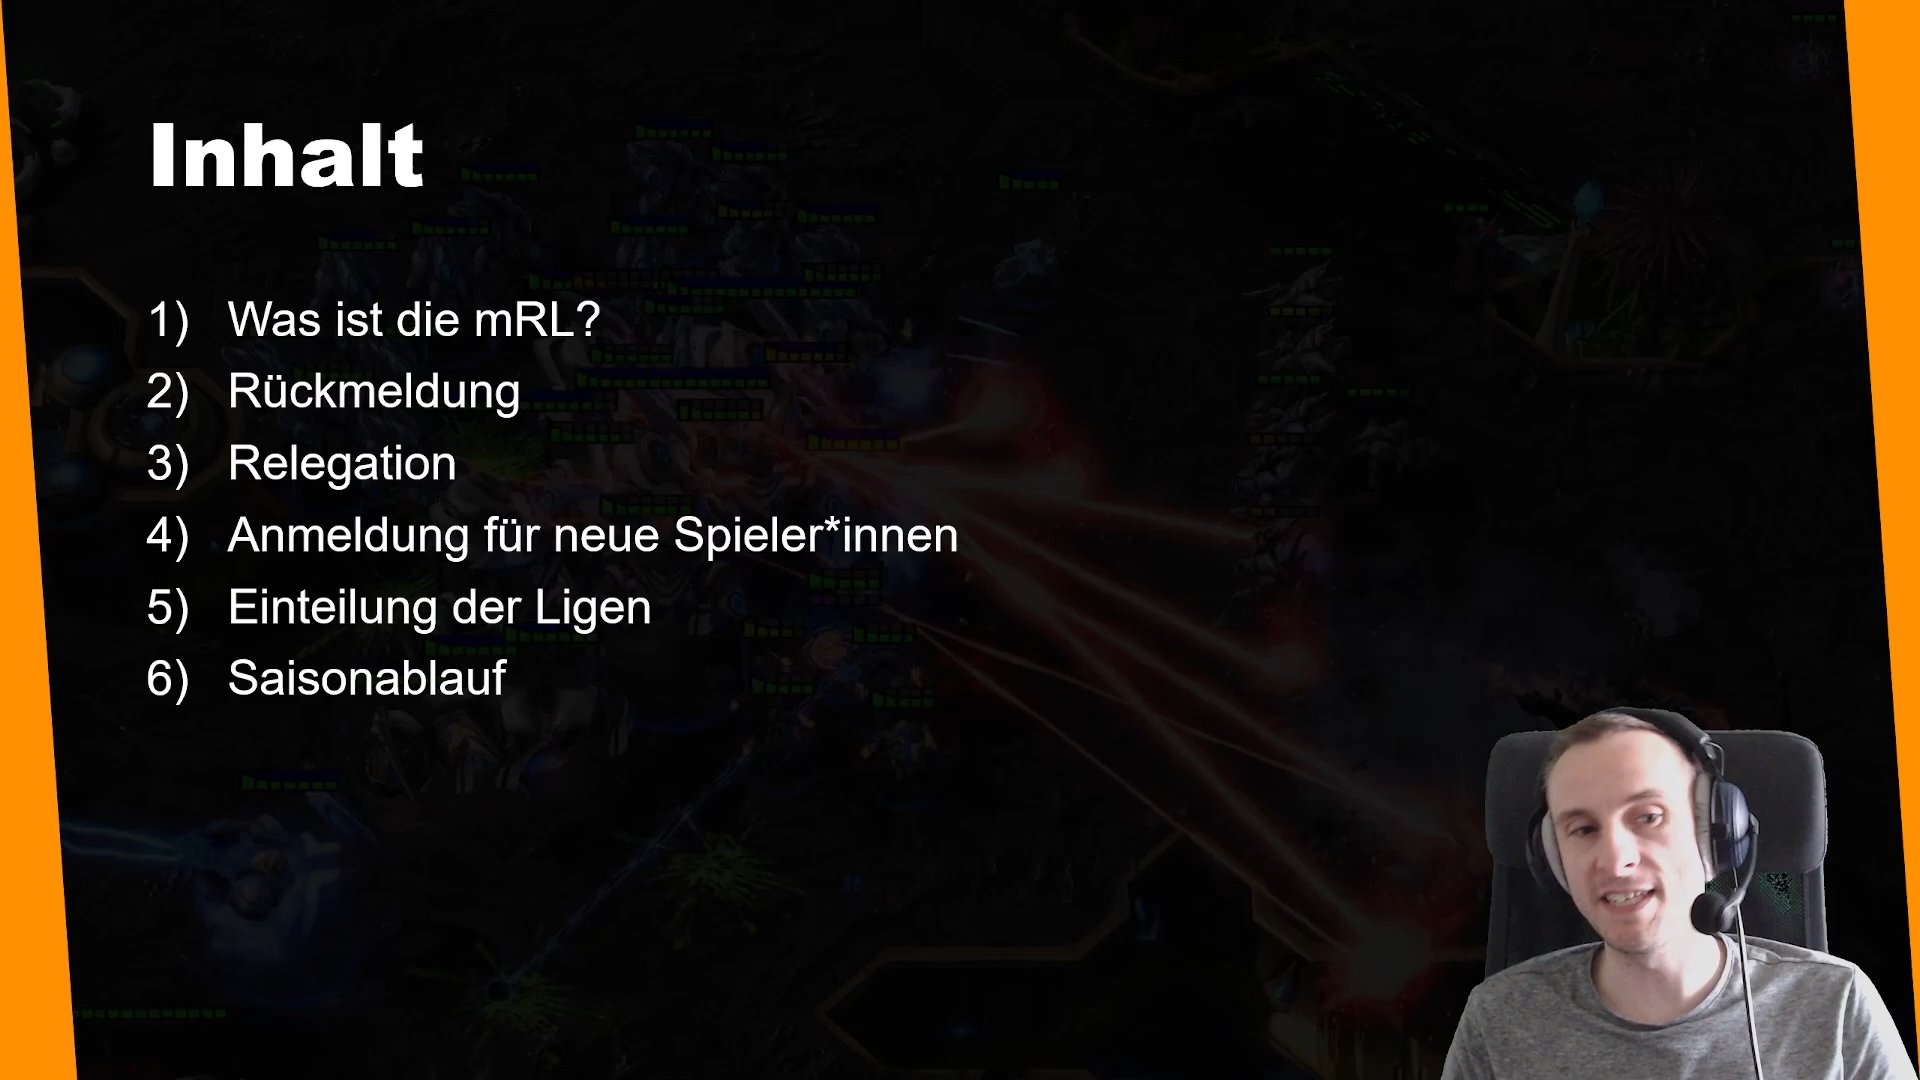 Inhalt
1) Was ist die mRL?
2) Rückmeldung
3) Relegation
4) Anmeldung für neue Spieler*innen
5) Einteilung der Ligen
6) Saisonablauf